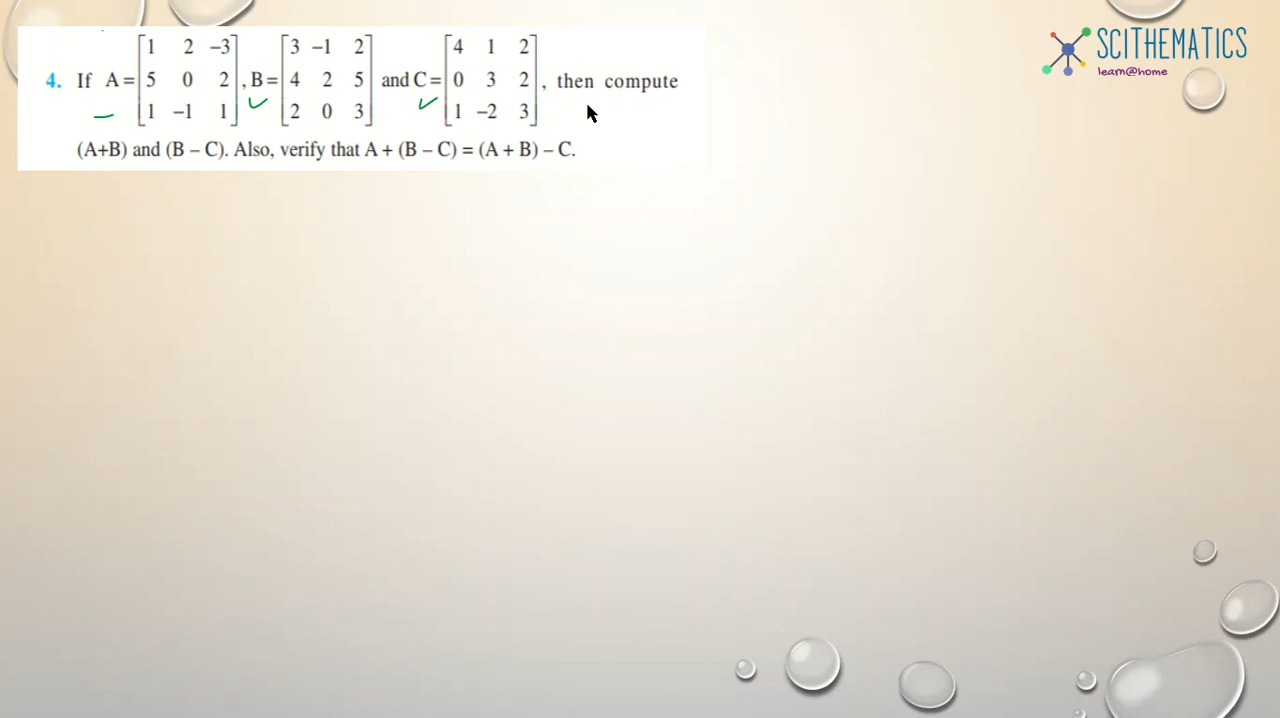 4. If A = [1 2 –3; 5 0 2; 1 –1 1], B = [3 –1 2; 4 2 5; 2 0 3] and C = [4 1 2; 0 3 2; 1 –2 3], then compute
(A+B) and (B – C). Also, verify that A + (B – C) = (A + B) – C.
SCITHEMATICS
learn@home